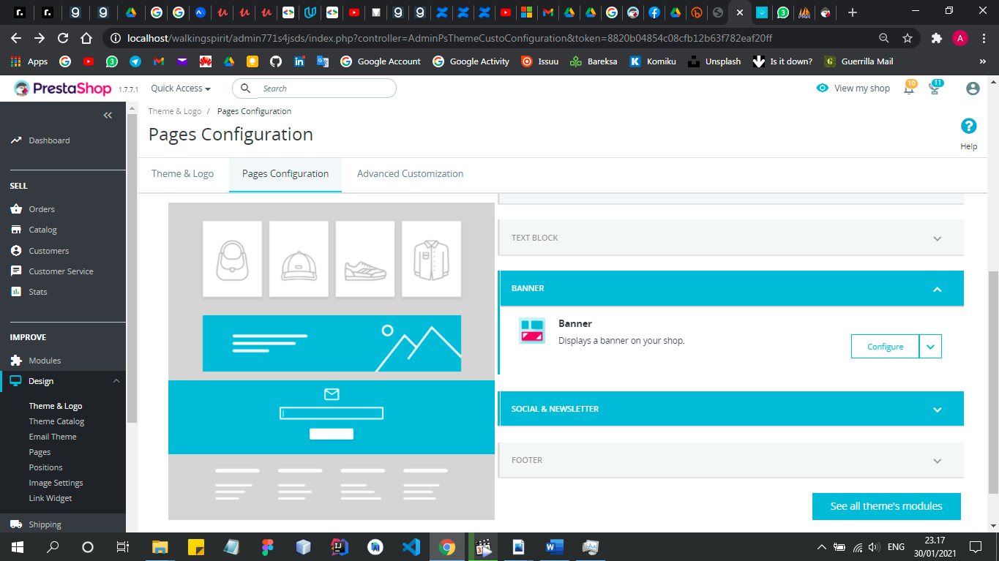 localhost/walkingspirit/admin771s4jsds/index.php?controller=AdminPsThemeCustoConfiguration&token=8820b04854c08cfb12b63f782eaf20ff
A
Apps
3
Google Account
Google Activity
Issuu
Bareksa
Komiku
Unsplash
Is it down?
Guerrilla Mail
»
PrestaShop
1.7.7.1
Quick Access
Search
View my shop
10
11
Theme & Logo / Pages Configuration
Pages Configuration
Help
Dashboard
SELL
Orders
Catalog
Customers
Customer Service
Stats
IMPROVE
Modules
Design
Theme & Logo
Theme Catalog
Email Theme
Pages
Positions
Image Settings
Link Widget
Shipping
Theme & Logo
Pages Configuration
Advanced Customization
TEXT BLOCK
BANNER
Banner
Displays a banner on your shop.
Configure
SOCIAL & NEWSLETTER
FOOTER
See all theme's modules
ENG
23.17
30/01/2021